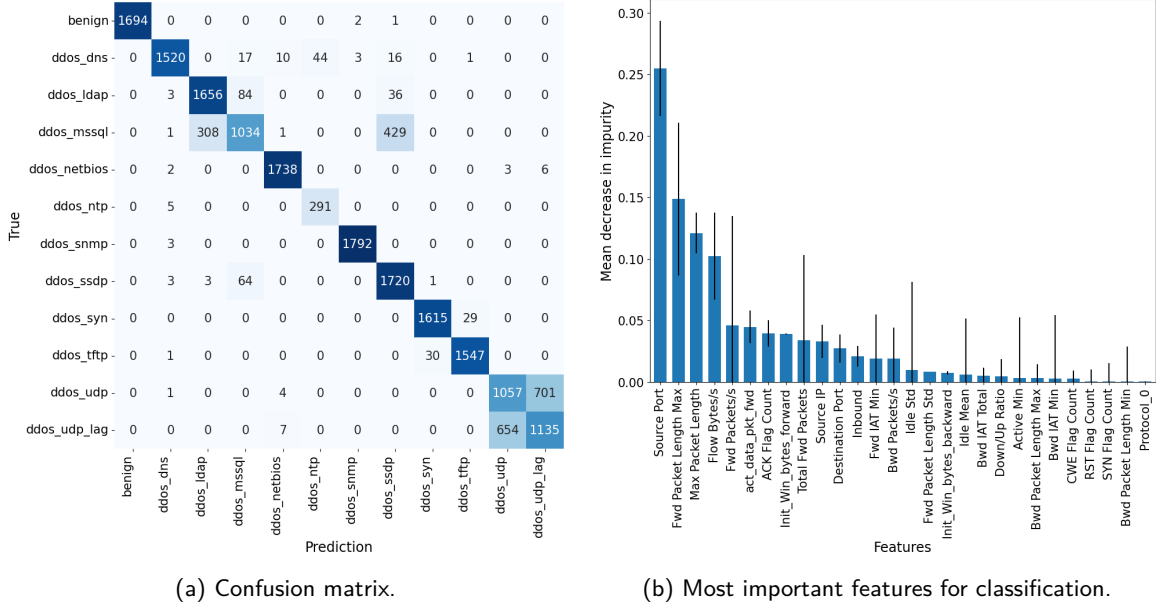 benign 1694 0 0 0 0 0 2 1 0 0 0 0
ddos_dns 0 1520 0 17 10 44 3 16 0 1 0 0
ddos_ldap 0 3 1656 84 0 0 0 36 0 0 0 0
ddos_mssql 0 1 308 1034 1 0 0 429 0 0 0 0
ddos_netbios 0 2 0 0 1738 0 0 0 0 0 3 6
ddos_ntp 0 5 0 0 0 291 0 0 0 0 0 0
ddos_snmp 0 3 0 0 0 0 1792 0 0 0 0 0
ddos_ssdp 0 3 3 64 0 0 0 1720 1 0 0 0
ddos_syn 0 0 0 0 0 0 0 0 1615 29 0 0
ddos_tftp 0 1 0 0 0 0 0 0 30 1547 0 0
ddos_udp 0 1 0 0 4 0 0 0 0 0 1057 701
ddos_udp_lag 0 0 0 0 7 0 0 0 0 0 654 1135
True
benign
ddos_dns
ddos_ldap
ddos_mssql
ddos_netbios
ddos_ntp
ddos_snmp
ddos_ssdp
ddos_syn
ddos_tftp
ddos_udp
ddos_udp_lag
Prediction
(a) Confusion matrix.
Mean decrease in impurity
0.30
0.25
0.20
0.15
0.10
0.05
0.00
Source Port
Fwd Packet Length Max
Max Packet Length
Flow Bytes/s
Fwd Packets/s
act_data_pkt_fwd
ACK Flag Count
Init_Win_bytes_forward
Total Fwd Packets
Source IP
Destination Port
Inbound
Fwd IAT Min
Bwd Packets/s
Idle Std
Fwd Packet Length Std
Init_Win_bytes_backward
Idle Mean
Bwd IAT Total
Down/Up Ratio
Active Min
Bwd Packet Length Max
Bwd IAT Min
CWE Flag Count
RST Flag Count
SYN Flag Count
Bwd Packet Length Min
Protocol_0
Features
(b) Most important features for classification.